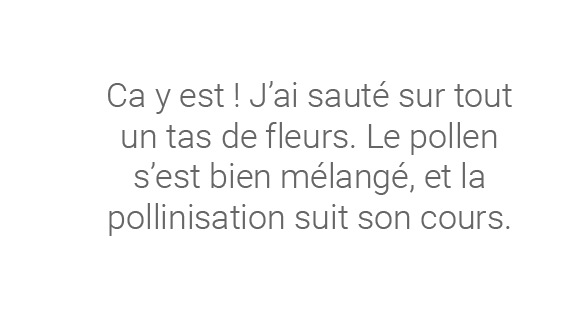 Ca y est ! J’ai sauté sur tout
un tas de fleurs. Le pollen
s’est bien mélangé, et la
pollinisation suit son cours.